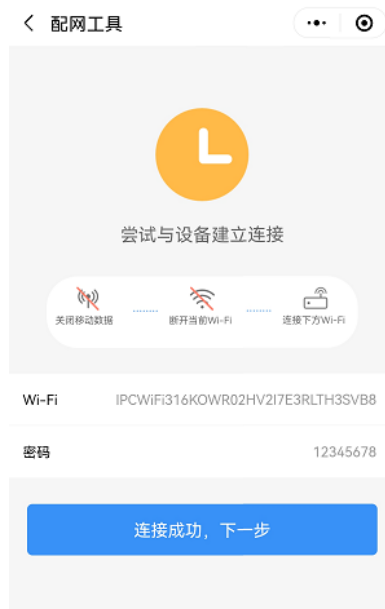 配网工具
尝试与设备建立连接
关闭移动数据 断开当前Wi-Fi 连接下方Wi-Fi
Wi-Fi IPCWiFi316KOWR02HV2I7E3RLTH3SVB8
密码 12345678
连接成功，下一步